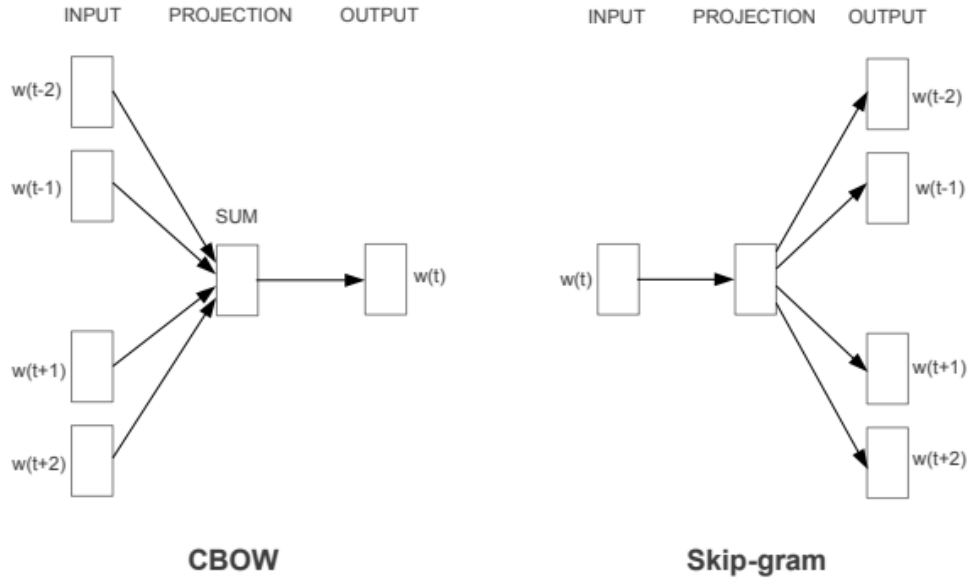 INPUT PROJECTION OUTPUT
w(t-2)
w(t-1)
SUM
w(t)
w(t+1)
w(t+2)
CBOW
INPUT PROJECTION OUTPUT
w(t-2)
w(t-1)
w(t)
w(t+1)
w(t+2)
Skip-gram